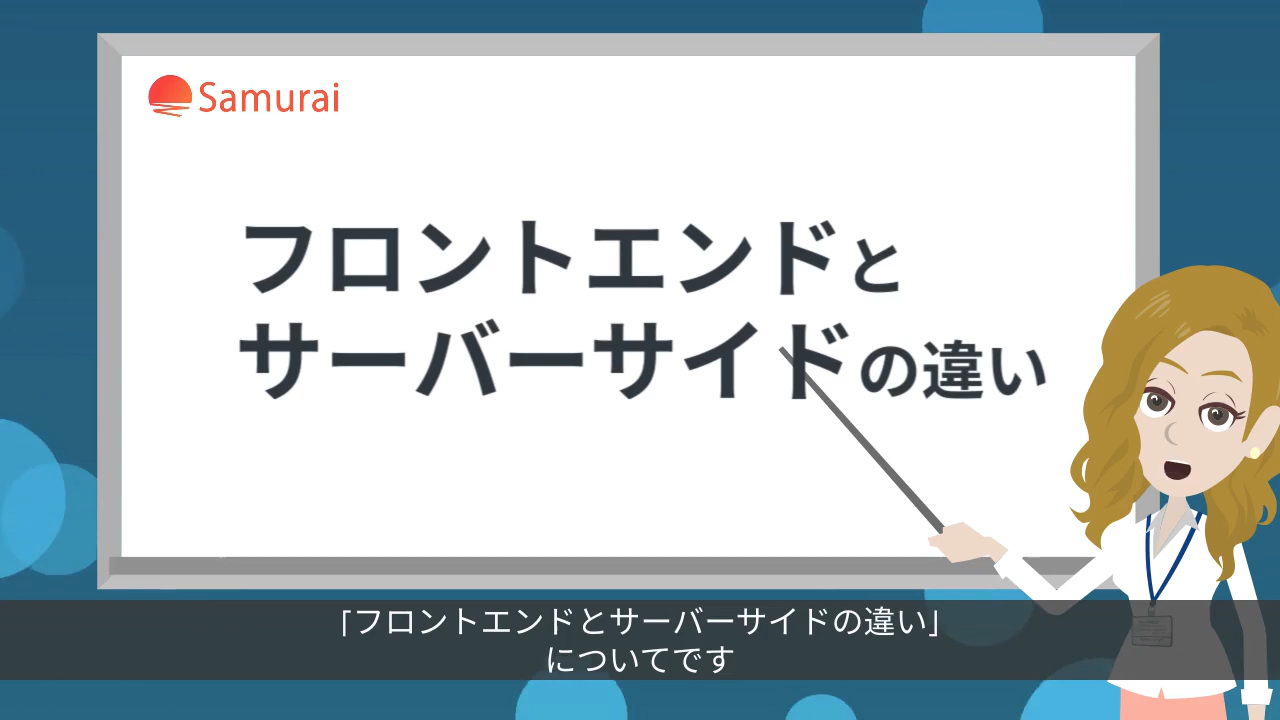 Samurai
フロントエンドと
サーバーサイドの違い
「フロントエンドとサーバーサイドの違い」
についてです